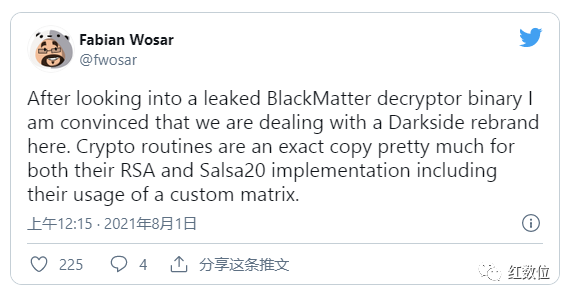 Fabian Wosar
@fwosar
After looking into a leaked BlackMatter decryptor binary I
am convinced that we are dealing with a Darkside rebrand
here. Crypto routines are an exact copy pretty much for
both their RSA and Salsa20 implementation including
their usage of a custom matrix.
上午12:15 · 2021年8月1日
225 4 分享这条推文
红数位